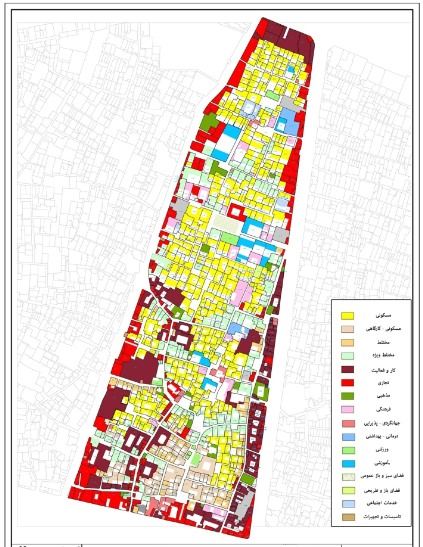 مسکونی
مسکونی - کارگاهی
مختلط
مختلط ویژه
کار و فعالیت
تجاری
مذهبی
فرهنگی
جهانگردی - پذیرایی
درمانی - بهداشتی
ورزشی
آموزشی
فضای سبز و باز عمومی
فضای باز و تفریحی
خدمات اجتماعی
تاسیسات و تجهیزات